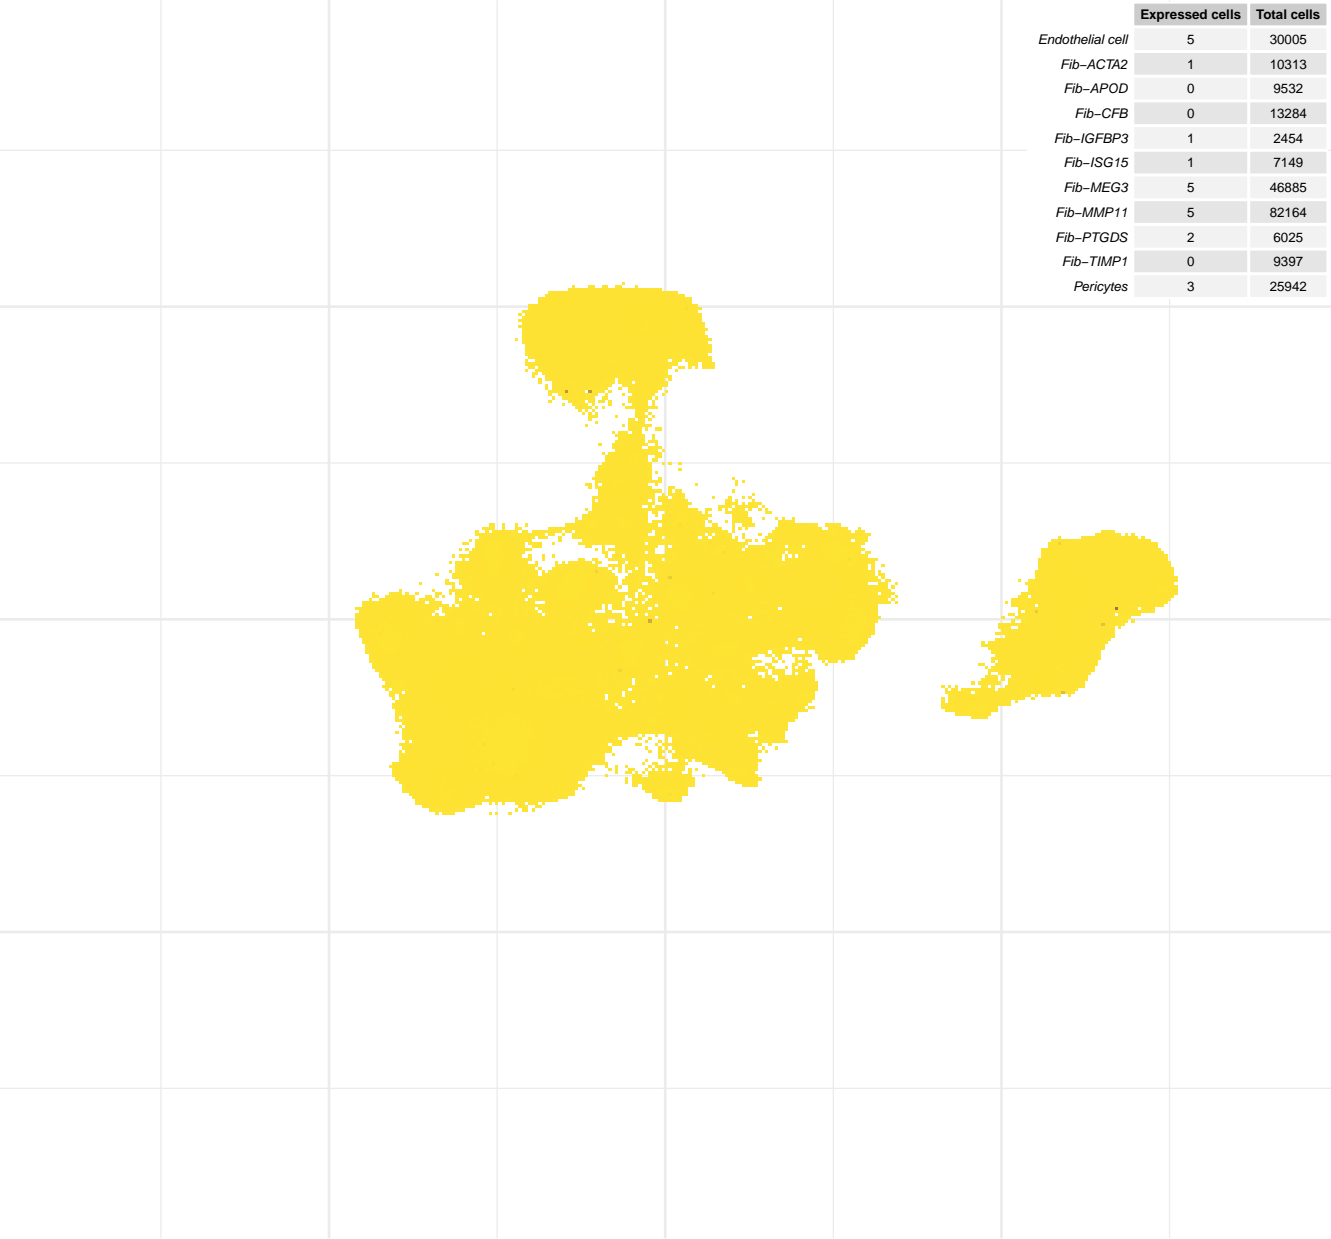 Expressed cells Total cells
Endothelial cell 5 30005
Fib−ACTA2 1 10313
Fib−APOD 0 9532
Fib−CFB 0 13284
Fib−IGFBP3 1 2454
Fib−ISG15 1 7149
Fib−MEG3 5 46885
Fib−MMP11 5 82164
Fib−PTGDS 2 6025
Fib−TIMP1 0 9397
Pericytes 3 25942